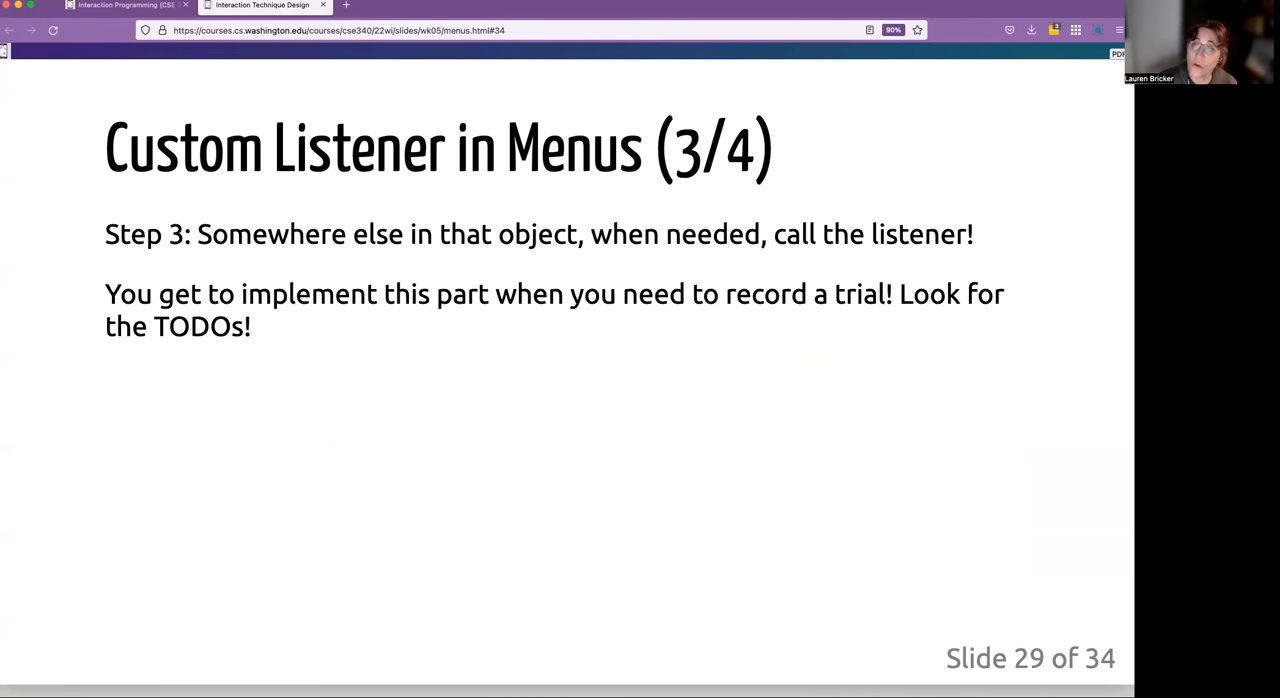 Interaction Programming (CSE
Interaction Technique Design
https://courses.cs.washington.edu/courses/cse340/22wi/slides/wk05/menus.html#34
90%
PDF
Lauren Bricker
Custom Listener in Menus (3/4)
Step 3: Somewhere else in that object, when needed, call the listener!
You get to implement this part when you need to record a trial! Look for
the TODOs!
Slide 29 of 34